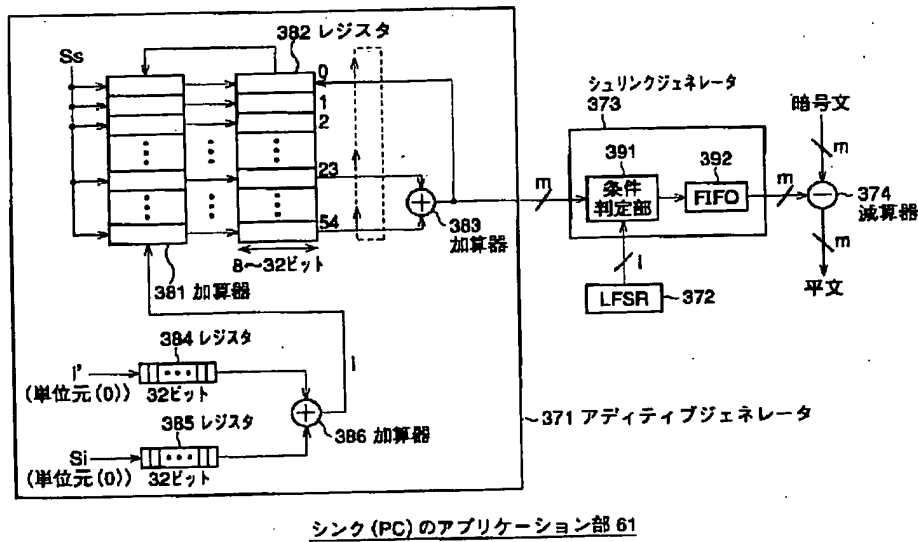 382 レジスタ
Ss
0
1
2
23
54
8～32ビット
381 加算器
383
加算器
m
シュリンクジェネレータ
373
391
条件
判定部
392
FIFO
暗号文
m
m
374
減算器
m
平文
i
LFSR
372
384 レジスタ
i'
(単位元(0))
32ビット
i
385 レジスタ
Si
(単位元(0))
32ビット
386 加算器
371 アディティブジェネレータ
シンク(PC)のアプリケーション部 61